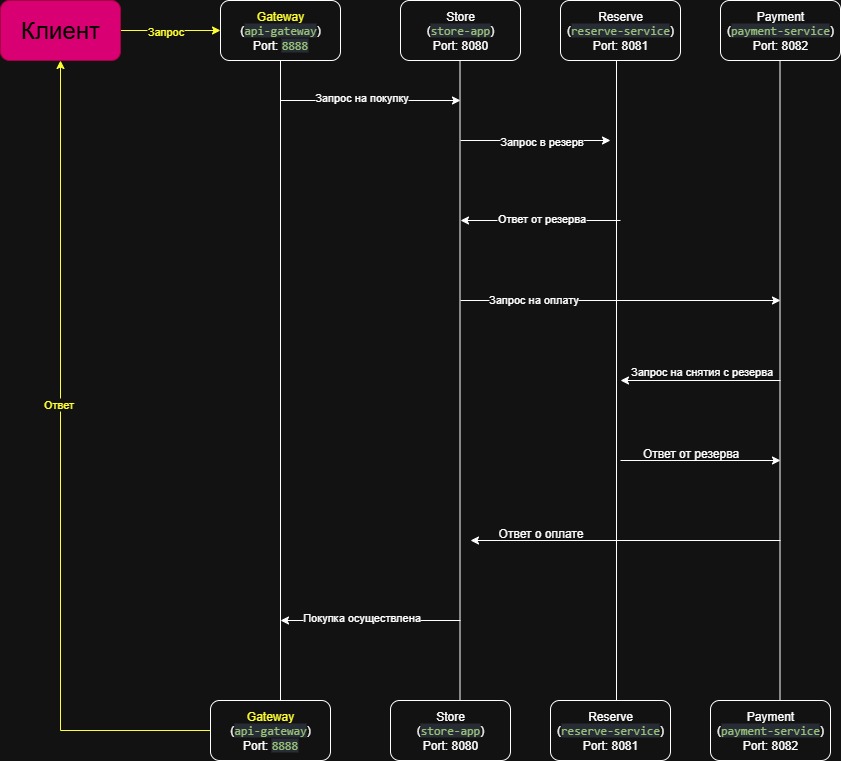 Клиент
Запрос
Gateway
(api-gateway)
Port: 8888
Store
(store-app)
Port: 8080
Reserve
(reserve-service)
Port: 8081
Payment
(payment-service)
Port: 8082
Запрос на покупку
Запрос в резерв
Ответ от резерва
Запрос на оплату
Запрос на снятия с резерва
Ответ
Ответ от резерва
Ответ о оплате
Покупка осуществлена
Gateway
(api-gateway)
Port: 8888
Store
(store-app)
Port: 8080
Reserve
(reserve-service)
Port: 8081
Payment
(payment-service)
Port: 8082